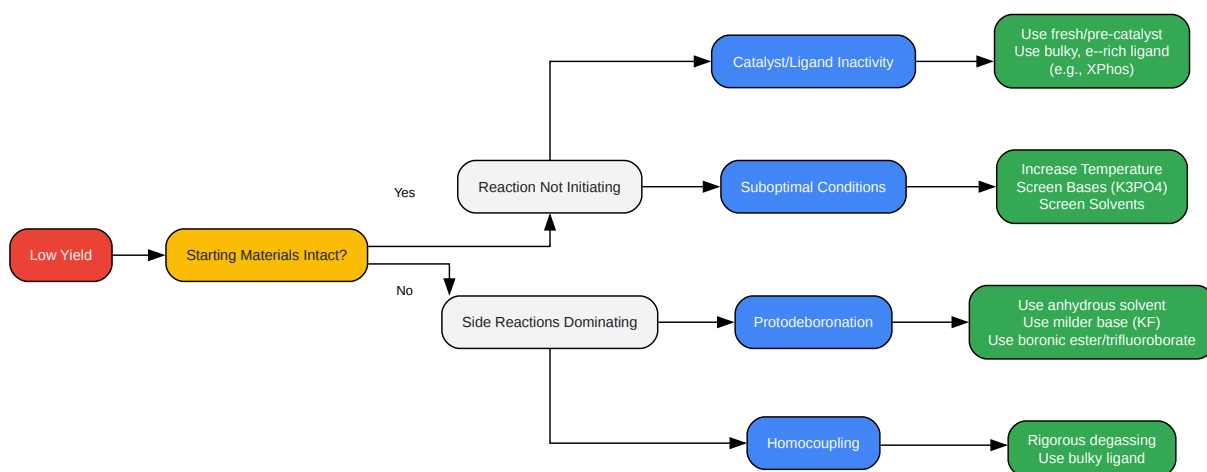 Low Yield
Starting Materials Intact?
Yes
No
Reaction Not Initiating
Side Reactions Dominating
Catalyst/Ligand Inactivity
Suboptimal Conditions
Protodeboronation
Homocoupling
Use fresh/pre-catalyst
Use bulky, e--rich ligand
(e.g., XPhos)
Increase Temperature
Screen Bases (K3PO4)
Screen Solvents
Use anhydrous solvent
Use milder base (KF)
Use boronic ester/trifluoroborate
Rigorous degassing
Use bulky ligand